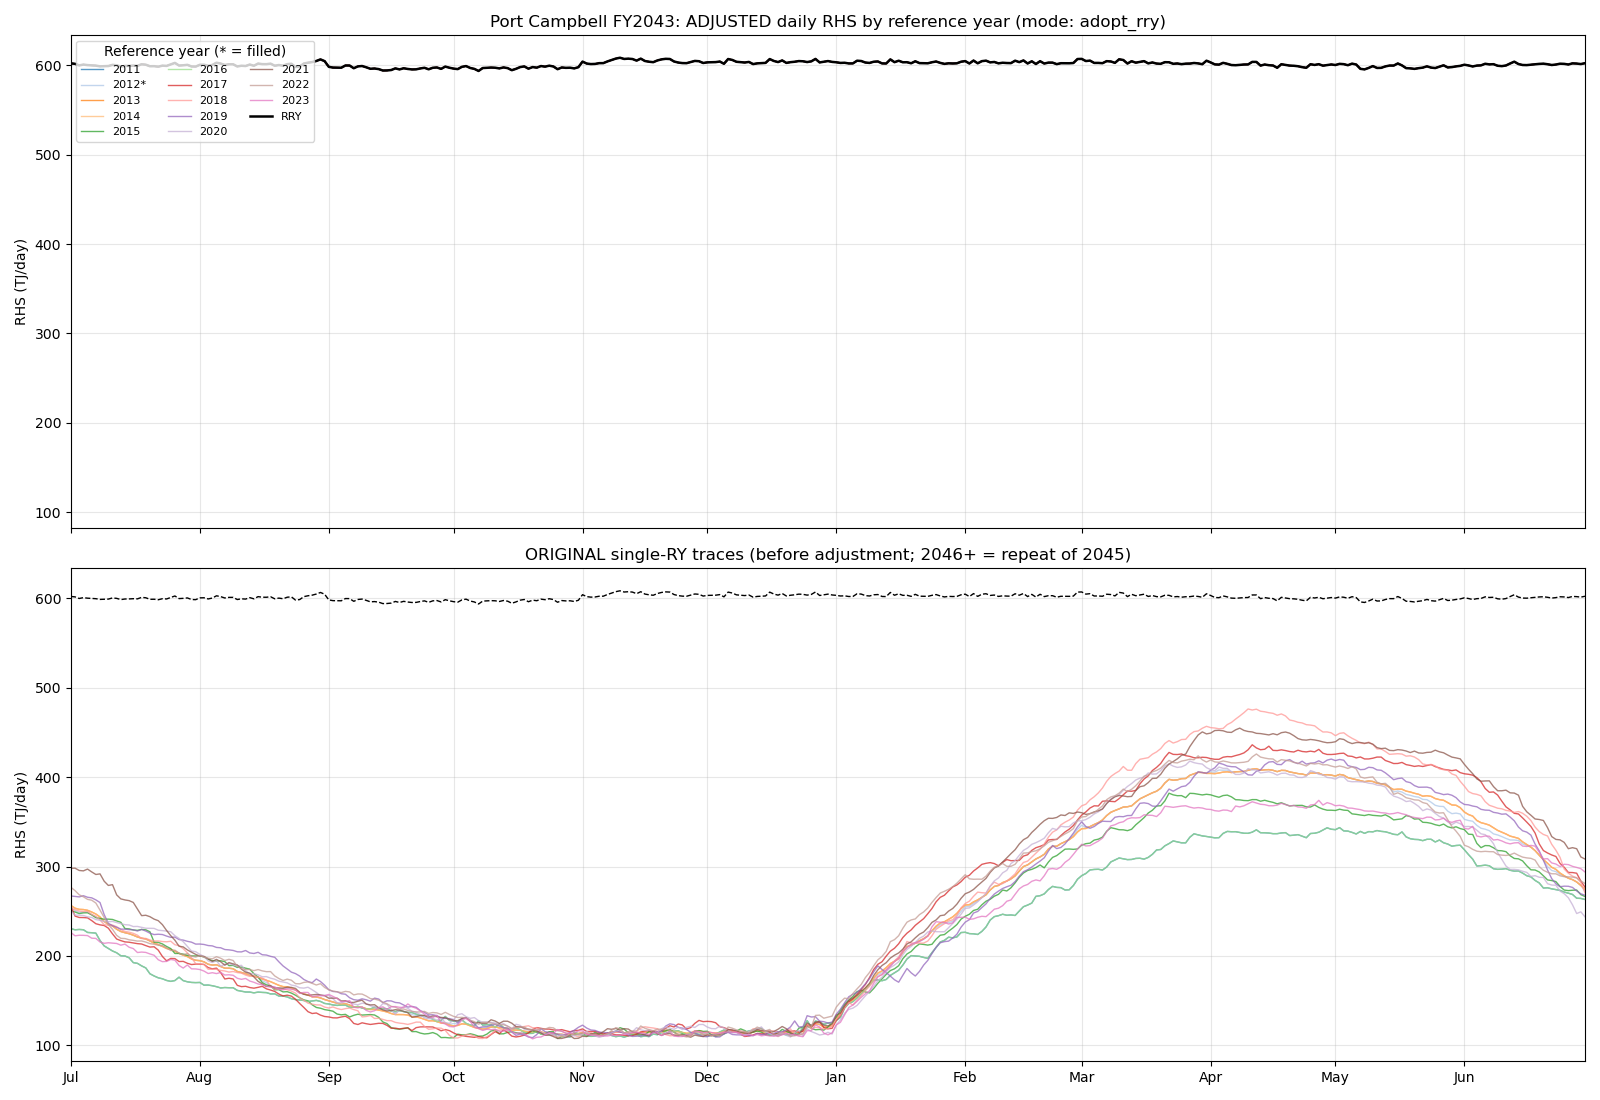 Port Campbell FY2043: ADJUSTED daily RHS by reference year (mode: adopt_rry)
RHS (TJ/day)
600
500
400
300
200
100
Reference year (* = filled)
2011 2016 2021
2012* 2017 2022
2013 2018 2023
2014 2019 RRY
2015 2020
ORIGINAL single-RY traces (before adjustment; 2046+ = repeat of 2045)
RHS (TJ/day)
600
500
400
300
200
100
Jul Aug Sep Oct Nov Dec Jan Feb Mar Apr May Jun